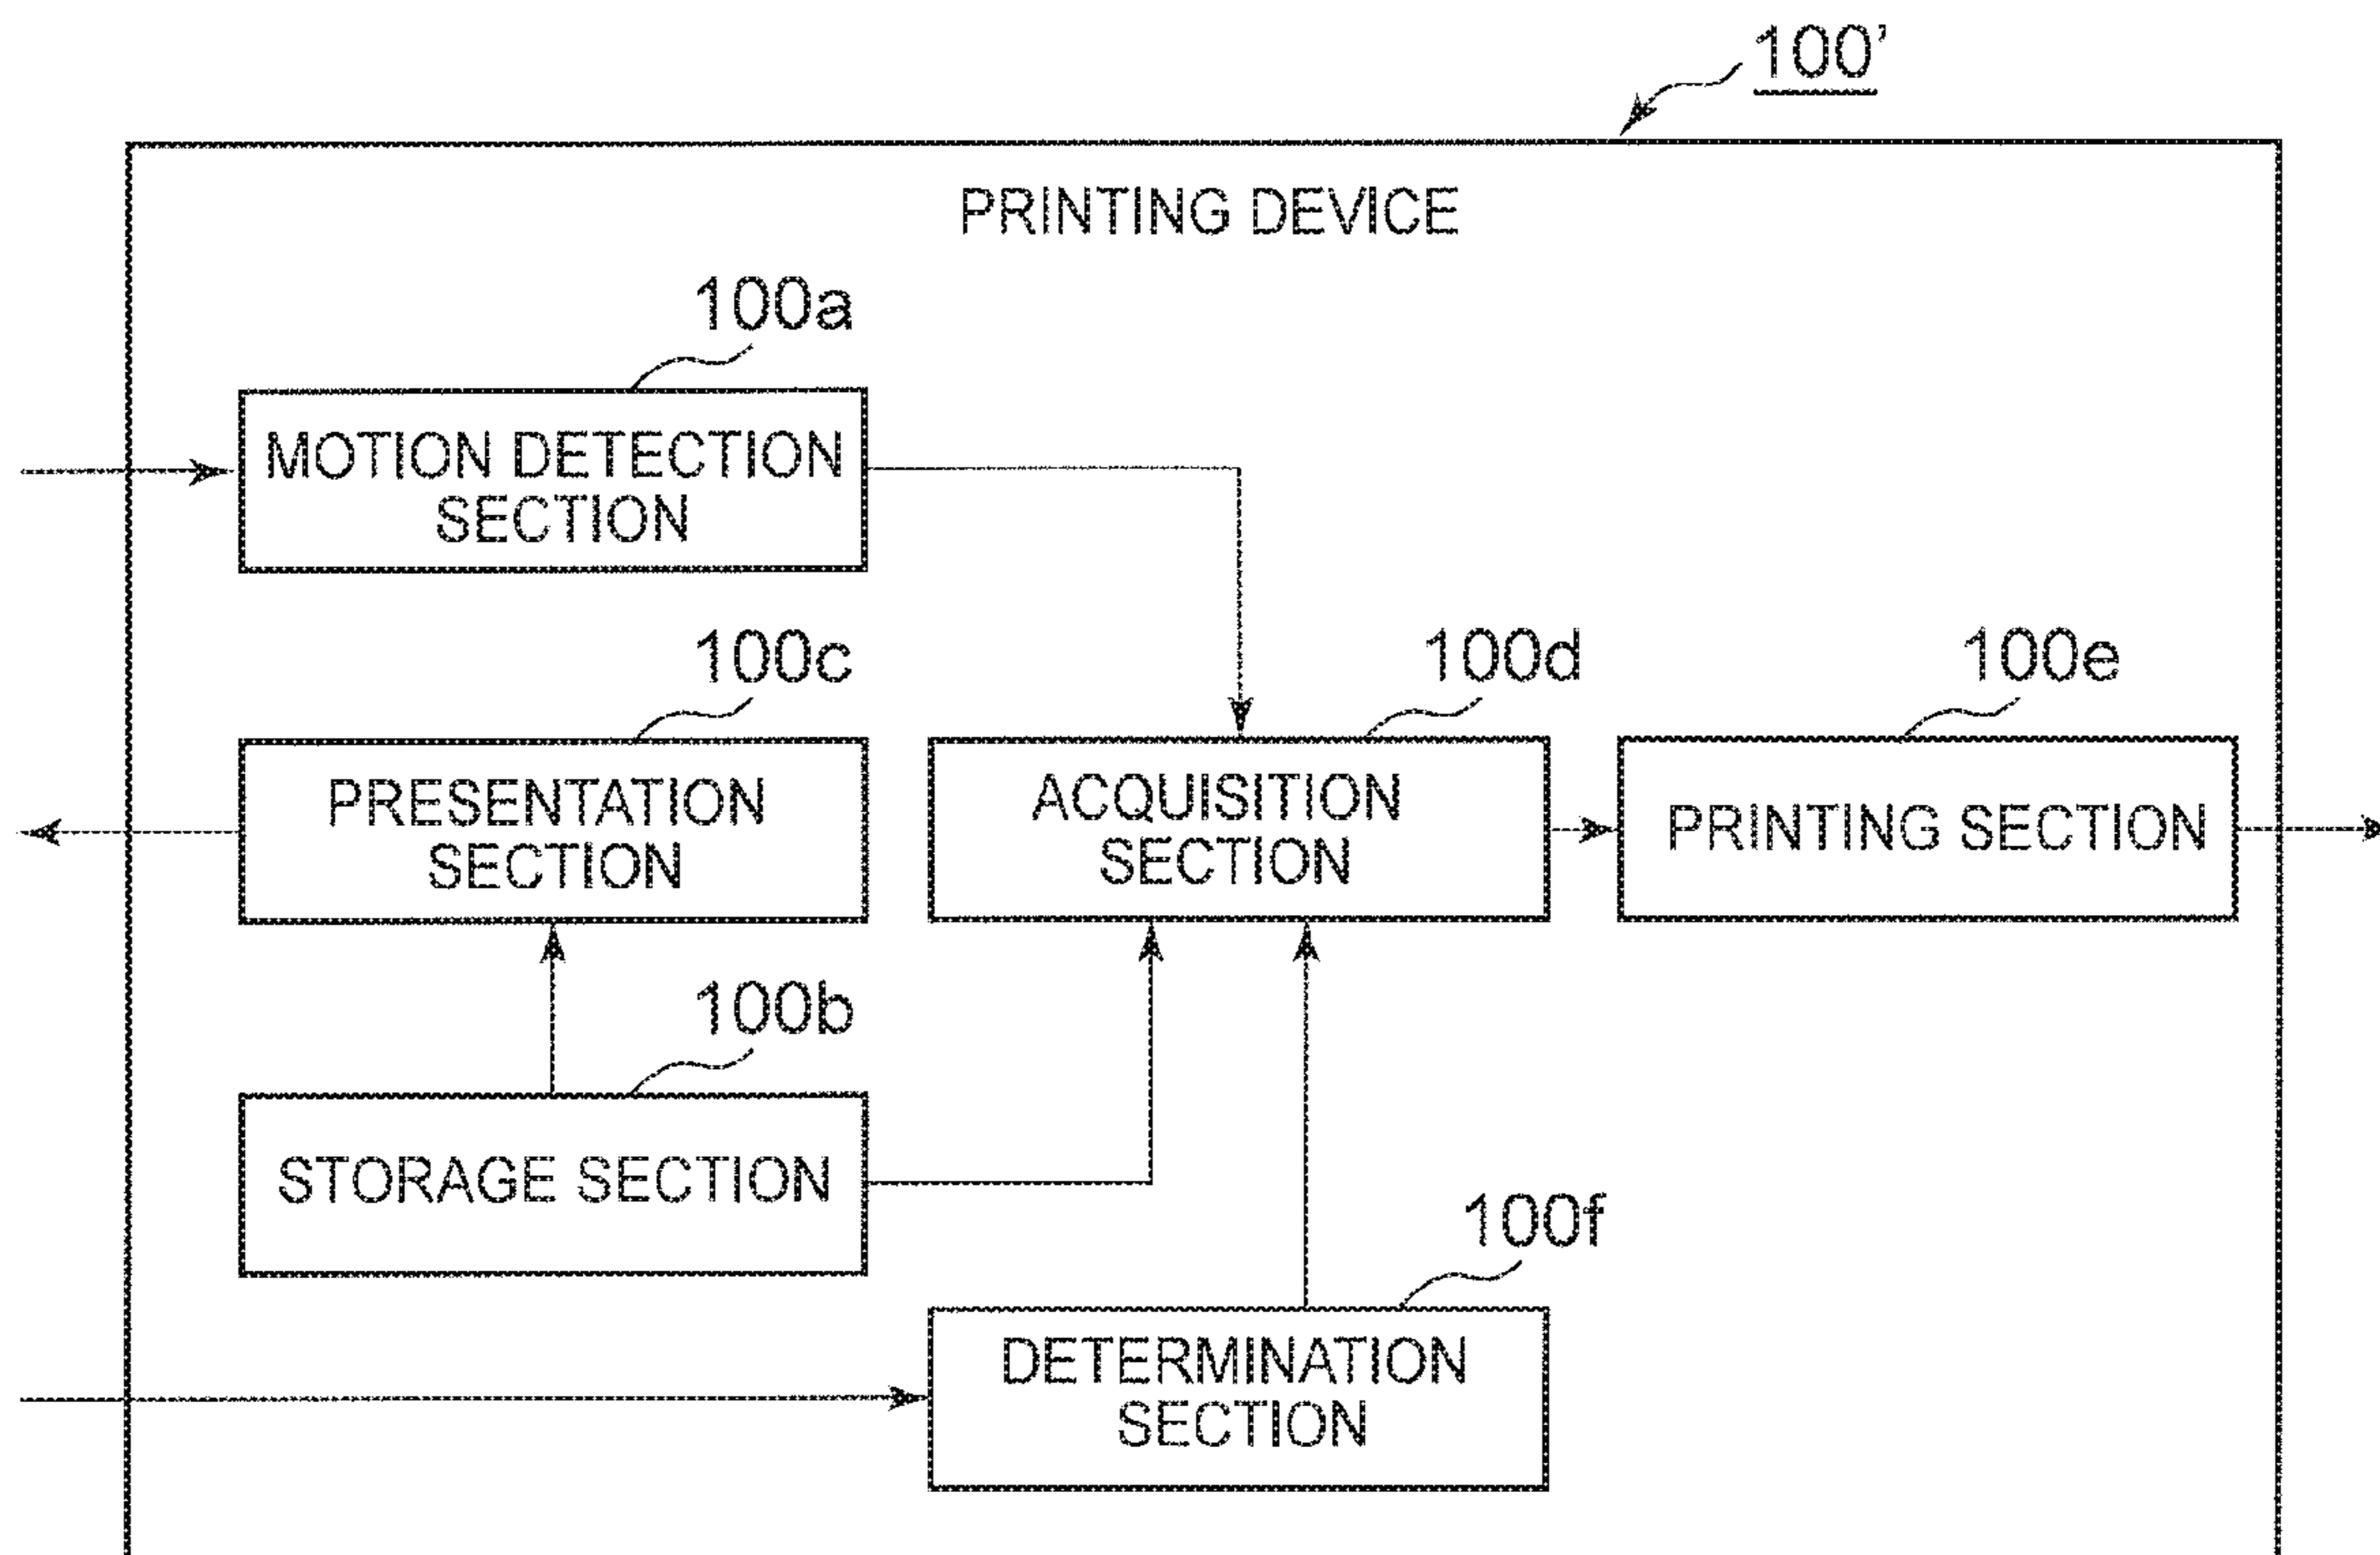 100’
PRINTING DEVICE
100a
MOTION DETECTION
SECTION
100c
PRESENTATION
SECTION
100d
ACQUISITION
SECTION
100e
PRINTING SECTION
100b
STORAGE SECTION
100f
DETERMINATION
SECTION